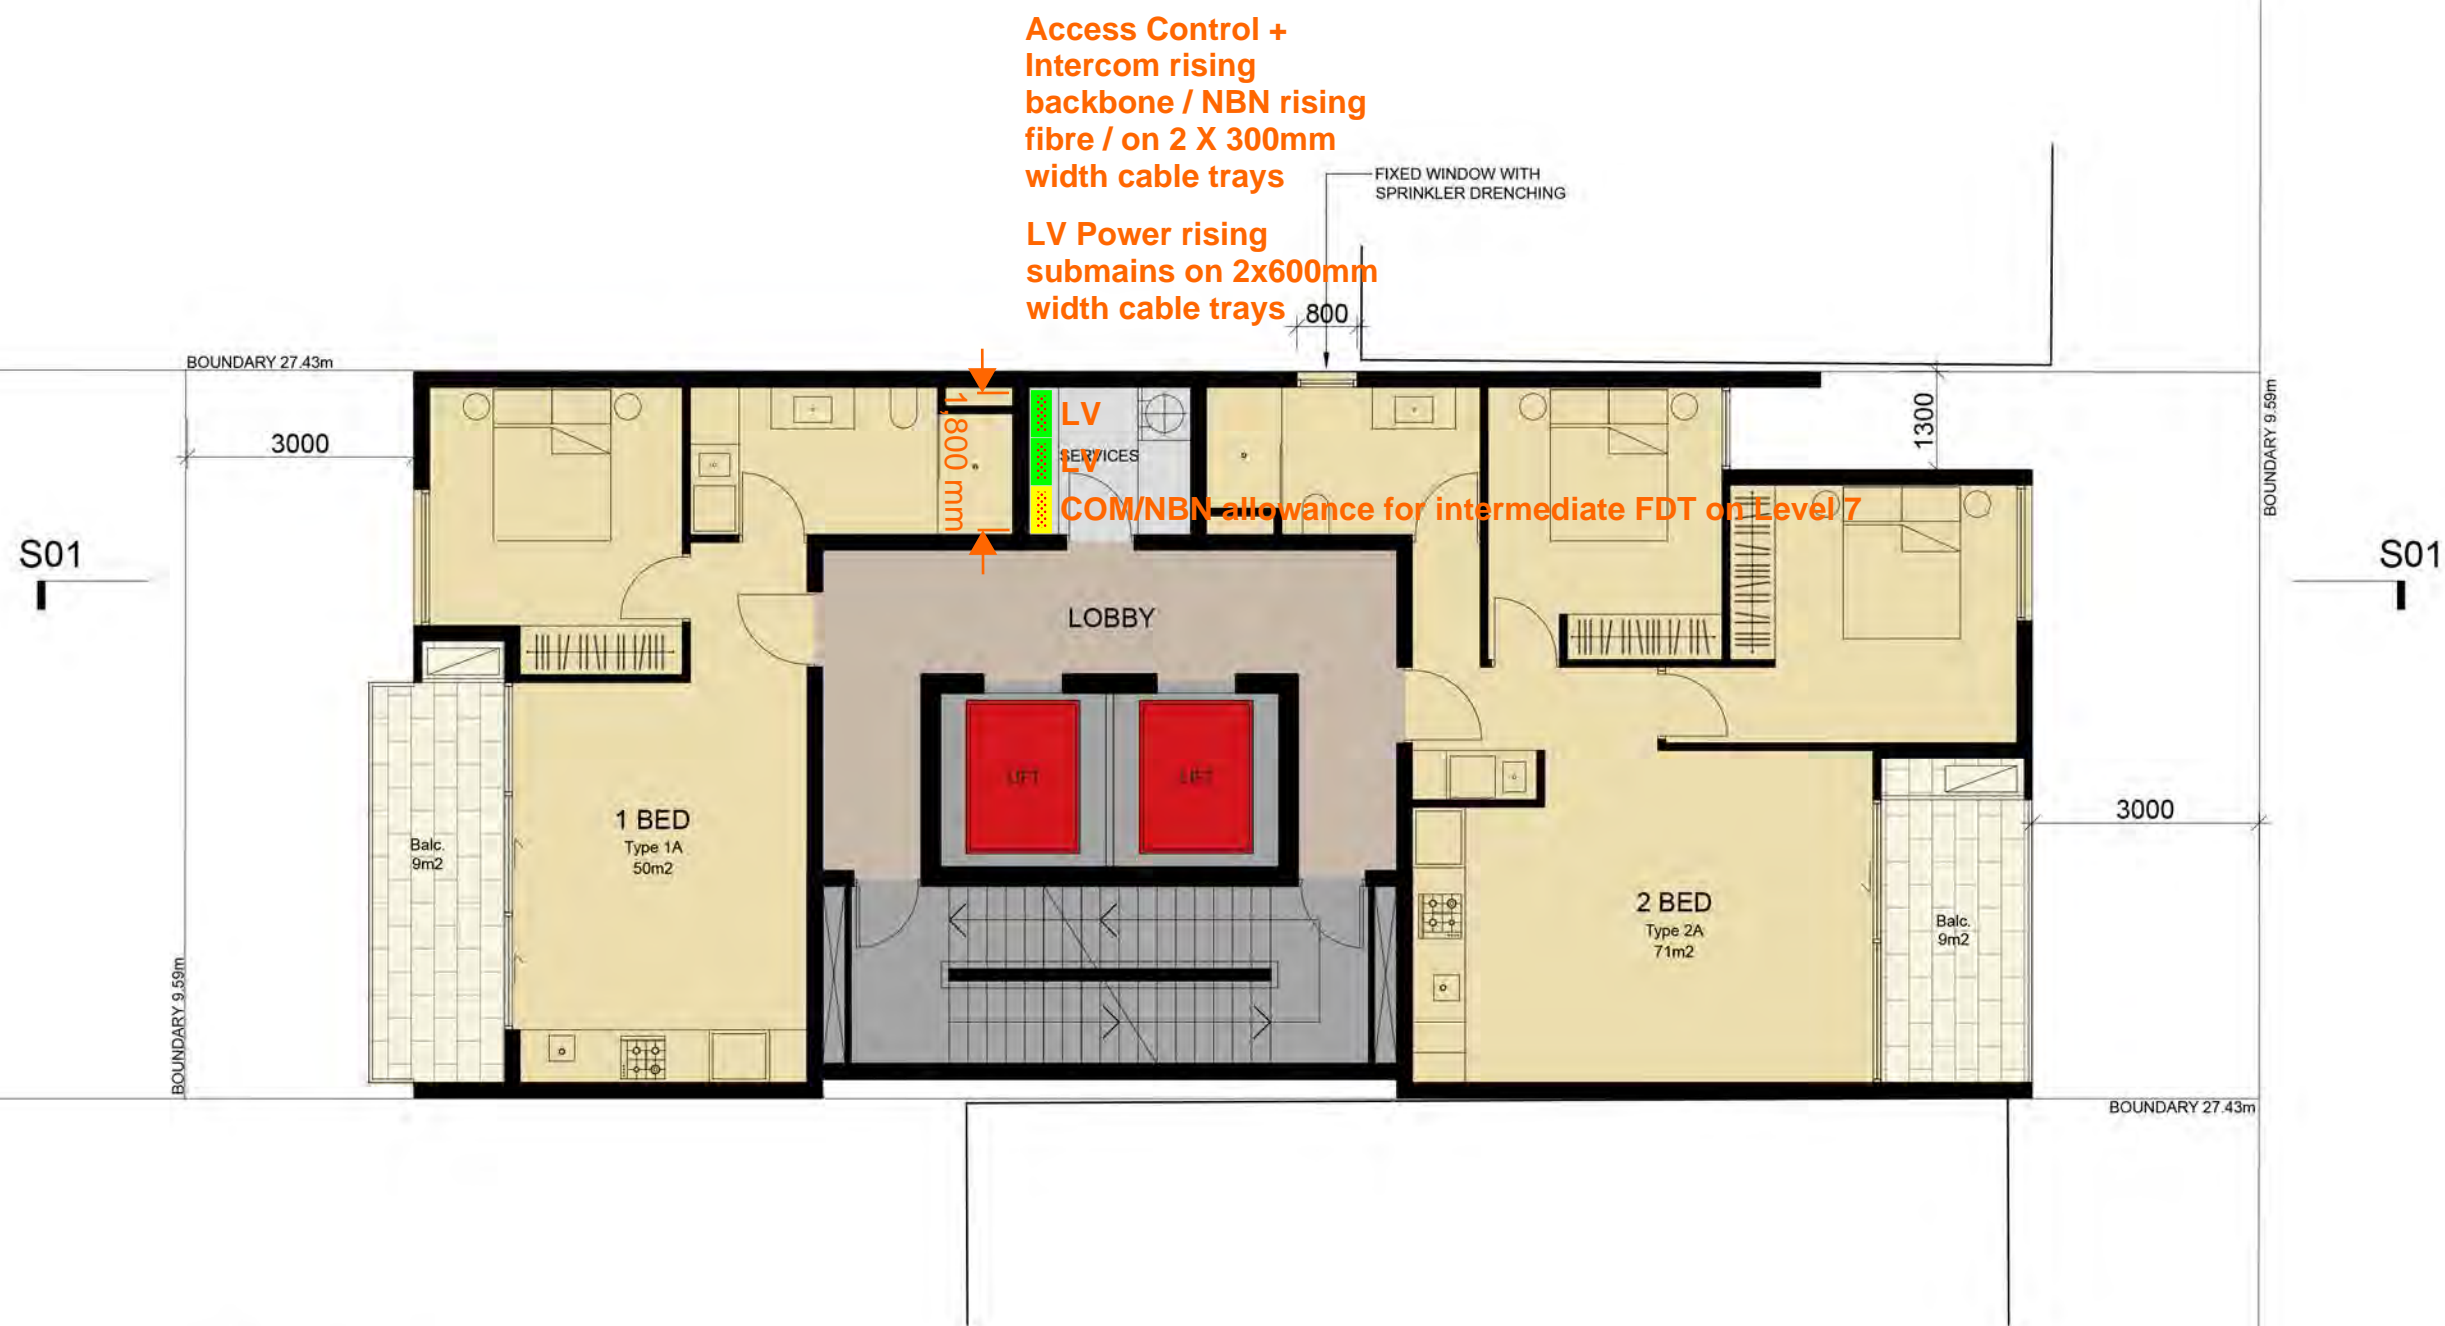 Access Control +
Intercom rising
backbone / NBN rising
fibre / on 2 X 300mm
width cable trays
FIXED WINDOW WITH
SPRINKLER DRENCHING
LV Power rising
submains on 2x600mm
width cable trays
800
BOUNDARY 27.43m
3000
1,800 mm
LV
SERVICES
LV
COM/NBN allowance for intermediate FDT on Level 7
1300
BOUNDARY 9.59m
S01
S01
LOBBY
LIFT
LIFT
1 BED
Type 1A
50m2
Balc.
9m2
3000
2 BED
Type 2A
71m2
Balc.
9m2
BOUNDARY 9.59m
BOUNDARY 27.43m